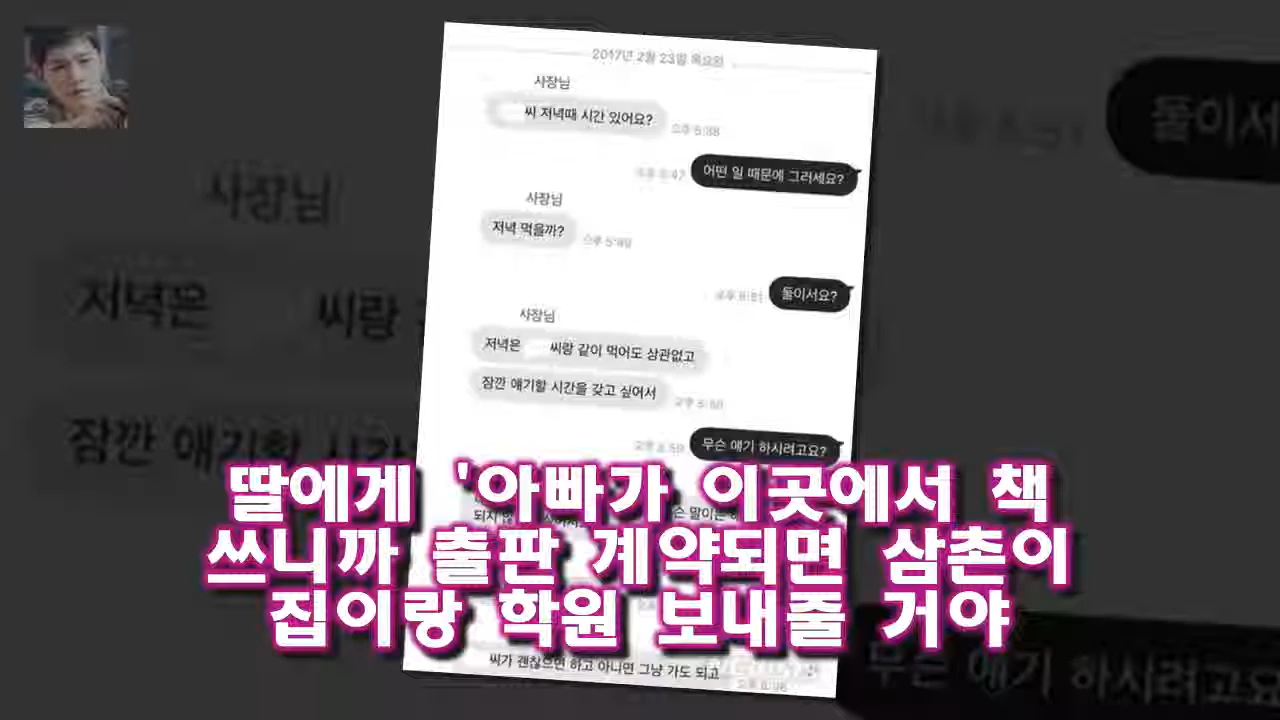 2017년 2월 23일 목요일
사장님
씨 저녁때 시간 있어요?
오후 5:38
어떤 일 때문에 그러세요?
사장님
저녁 먹을까?
둘이서요?
사장님
저녁은 씨랑 같이 먹어도 상관없고
잠깐 얘기할 시간을 갖고 싶어서
무슨 얘기 하시려고요?
딸에게 '아빠가 이곳에서 책
쓰니까 출판 계약되면 삼촌이
집이랑 학원 보내줄 거야
씨가 괜찮으면 하고 아니면 그냥 가도 되고
사장님
저녁은 씨랑
잠깐 얘기할 시간
둘이서
무슨 얘기 하시려고요